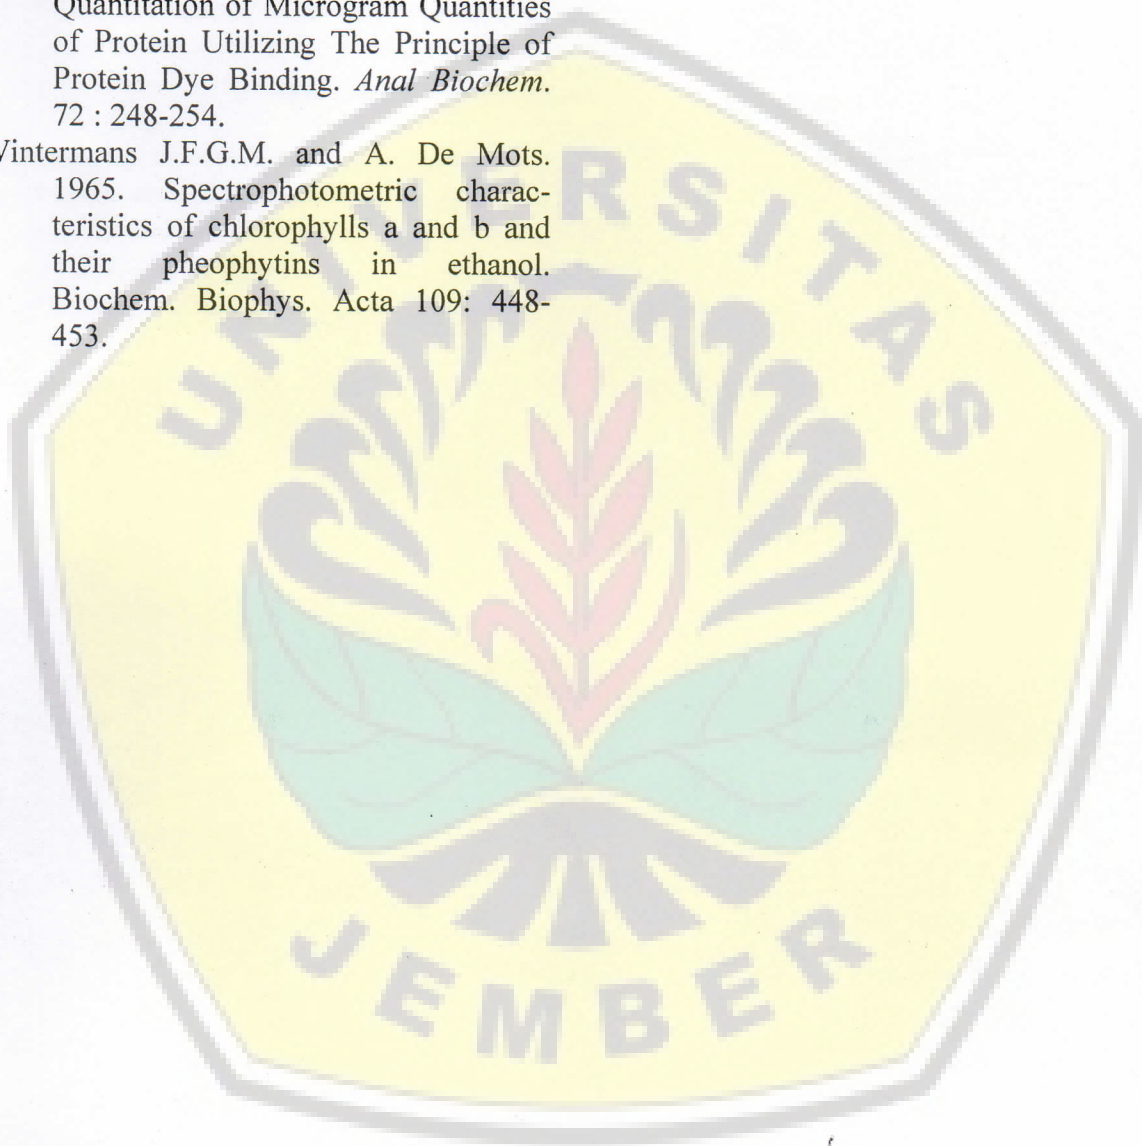 Quantitation of Microgram Quantities
of Protein Utilizing The Principle of
Protein Dye Binding. Anal Biochem.
72 : 248-254.
Vintermans J.F.G.M. and A. De Mots.
1965. Spectrophotometric charac-
teristics of chlorophylls a and b and
their pheophytins in ethanol.
Biochem. Biophys. Acta 109: 448-
453.
UNIVERSITAS
JEMBER